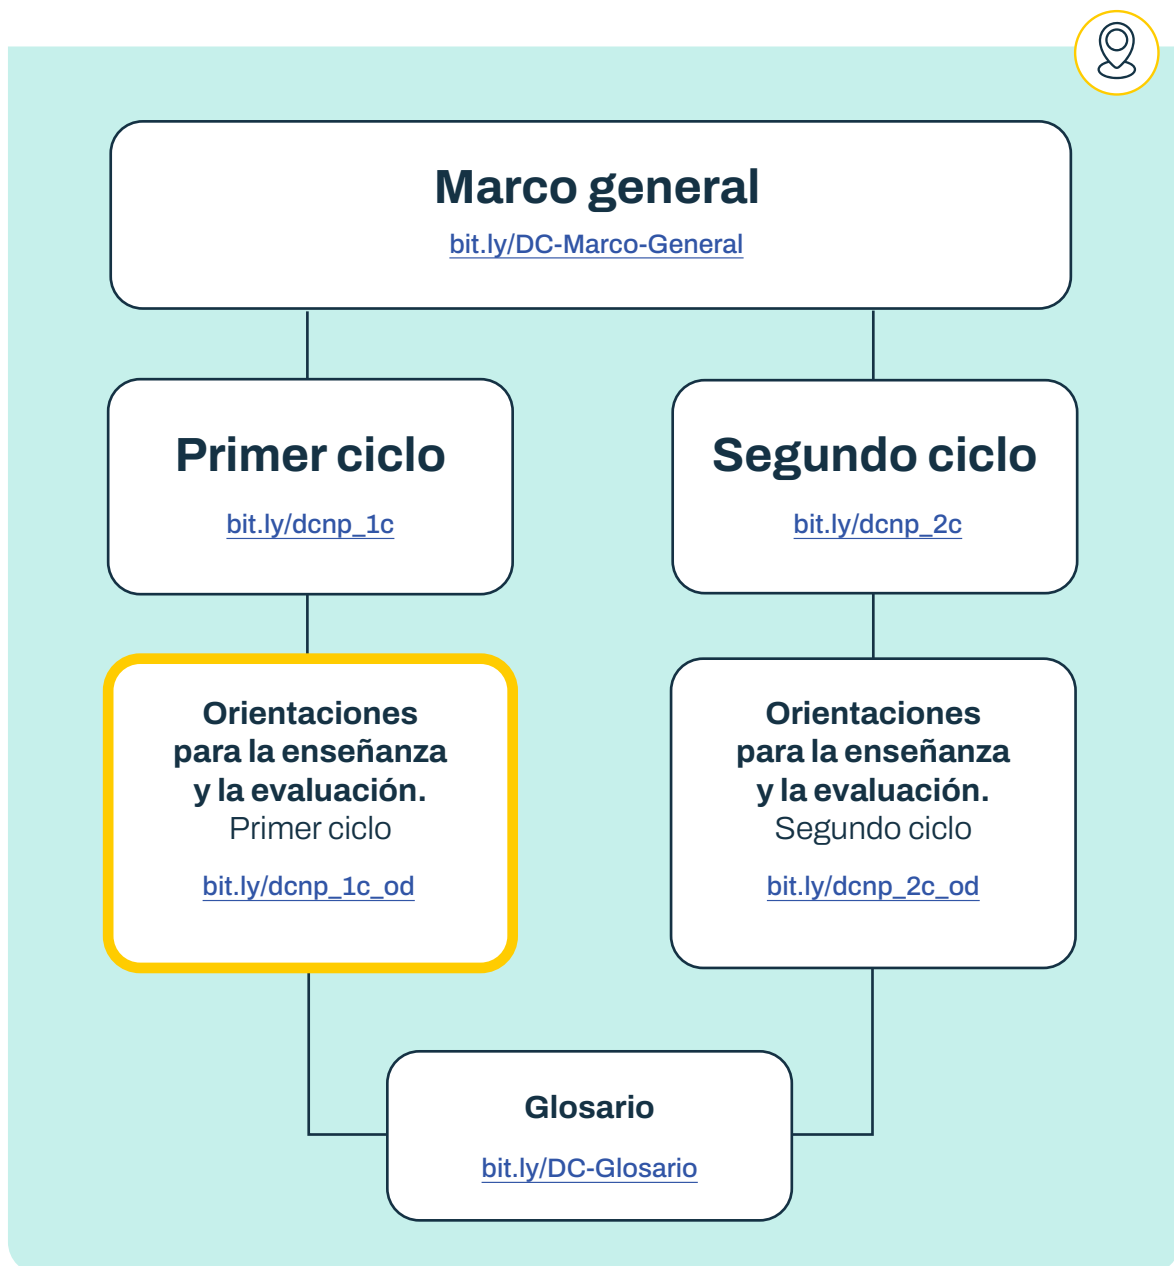 Marco general
bit.ly/DC-Marco-General
Primer ciclo
bit.ly/dcnp_1c
Segundo ciclo
bit.ly/dcnp_2c
Orientaciones
para la enseñanza
y la evaluación.
Primer ciclo
bit.ly/dcnp_1c_od
Orientaciones
para la enseñanza
y la evaluación.
Segundo ciclo
bit.ly/dcnp_2c_od
Glosario
bit.ly/DC-Glosario